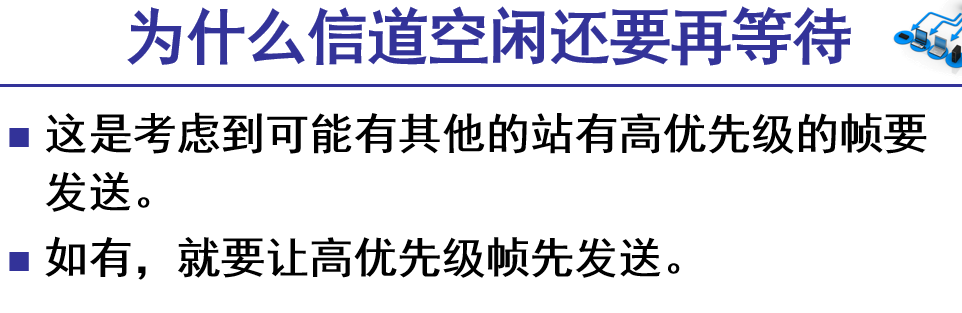 为什么信道空闲还要再等待
这是考虑到可能有其他的站有高优先级的帧要
发送。
如有，就要让高优先级帧先发送。